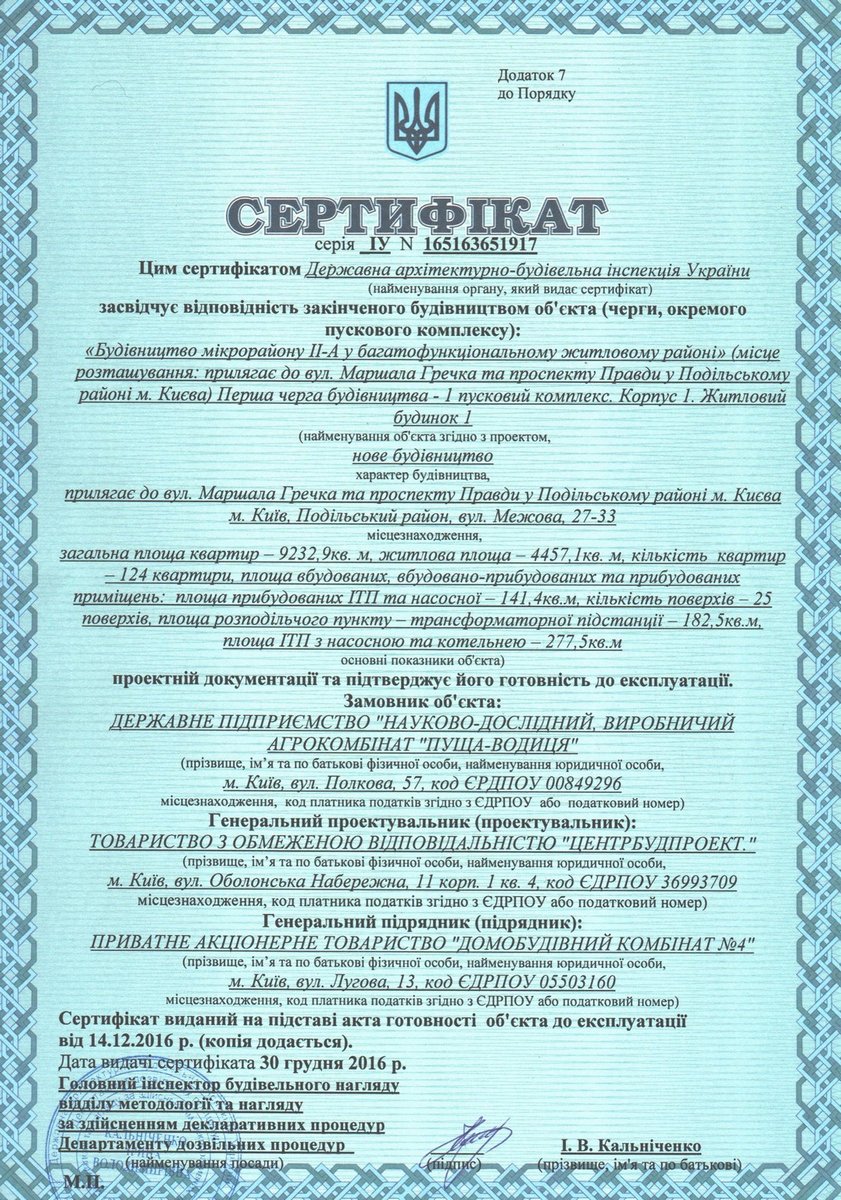 Додаток 7
до Порядку
СЕРТИФІКАТ
серія ІУ N 165163651917
Цим сертифікатом Державна архітектурно-будівельна інспекція України
(найменування органу, який видає сертифікат)
засвідчує відповідність закінченого будівництвом об'єкта (черги, окремого
пускового комплексу):
«Будівництво мікрорайону ІІ-А у багатофункціональному житловому районі» (місце
розташування: прилягає до вул. Маршала Гречка та проспекту Правди у Подільському
районі м. Києва) Перша черга будівництва - 1 пусковий комплекс. Корпус 1. Житловий
будинок 1
(найменування об'єкта згідно з проектом,
нове будівництво
характер будівництва,
прилягає до вул. Маршала Гречка та проспекту Правди у Подільському районі м. Києва
м. Київ, Подільський район, вул. Межова, 27-33
місцезнаходження,
загальна площа квартир – 9232,9кв. м, житлова площа – 4457,1кв. м, кількість квартир
– 124 квартири, площа вбудованих, вбудовано-прибудованих та прибудованих
приміщень: площа прибудованих ІТП та насосної – 141,4кв.м, кількість поверхів – 25
поверхів, площа розподільчого пункту – трансформаторної підстанції – 182,5кв.м,
площа ІТП з насосною та котельнею – 277,5кв.м
основні показники об'єкта)
проектній документації та підтверджує його готовність до експлуатації.
Замовник об'єкта:
ДЕРЖАВНЕ ПІДПРИЄМСТВО "НАУКОВО-ДОСЛІДНИЙ, ВИРОБНИЧИЙ
АГРОКОМБІНАТ "ПУЩА-ВОДИЦЯ"
(прізвище, ім’я та по батькові фізичної особи, найменування юридичної особи,
м. Київ, вул. Полкова, 57, код ЄРДПОУ 00849296
місцезнаходження, код платника податків згідно з ЄДРПОУ або податковий номер)
Генеральний проектувальник (проектувальник):
ТОВАРИСТВО З ОБМЕЖЕНОЮ ВІДПОВІДАЛЬНІСТЮ "ЦЕНТРБУДПРОЕКТ."
(прізвище, ім’я та по батькові фізичної особи, найменування юридичної особи,
м. Київ, вул. Оболонська Набережна, 11 корп. 1 кв. 4, код ЄДРПОУ 36993709
місцезнаходження, код платника податків згідно з ЄДРПОУ або податковий номер)
Генеральний підрядник (підрядник):
ПРИВАТНЕ АКЦІОНЕРНЕ ТОВАРИСТВО "ДОМОБУДІВНИЙ КОМБІНАТ №4"
(прізвище, ім’я та по батькові фізичної особи, найменування юридичної особи,
м. Київ, вул. Лугова, 13, код ЄДРПОУ 05503160
місцезнаходження, код платника податків згідно з ЄДРПОУ або податковий номер)
Сертифікат виданий на підставі акта готовності об'єкта до експлуатації
від 14.12.2016 р. (копія додається).
Дата видачі сертифіката 30 грудня 2016 р.
Головний інспектор будівельного нагляду
відділу методології та нагляду
за здійсненням декларативних процедур
Департаменту дозвільних процедур І. В. Кальніченко
(найменування посади) (підпис) (прізвище, ім'я та по батькові)
М.П.
КАЛЬНІЧЕНКО